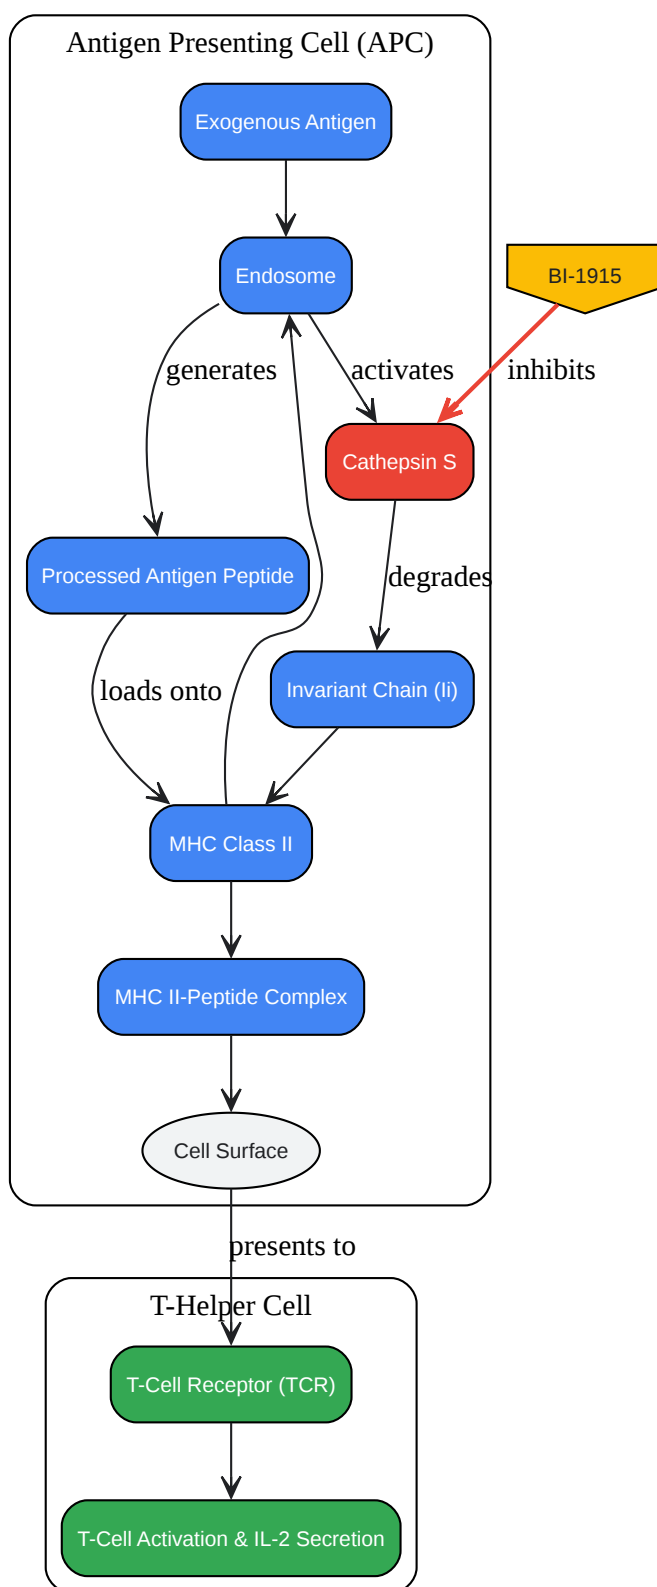 Antigen Presenting Cell (APC)
Exogenous Antigen
Endosome
BI-1915
generates
activates
inhibits
Cathepsin S
Processed Antigen Peptide
degrades
loads onto
Invariant Chain (Ii)
MHC Class II
MHC II-Peptide Complex
Cell Surface
presents to
T-Helper Cell
T-Cell Receptor (TCR)
T-Cell Activation & IL-2 Secretion